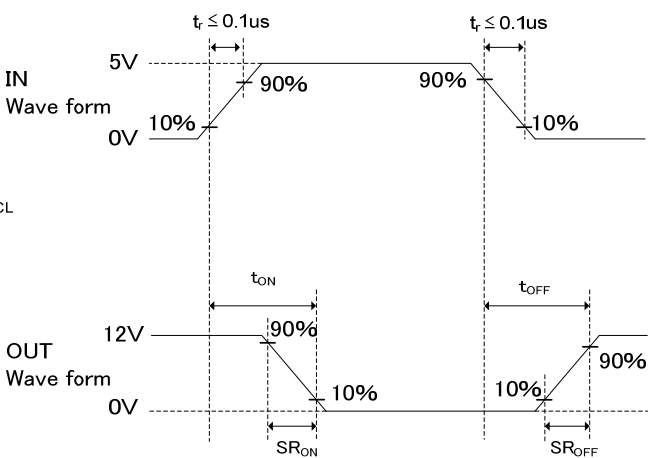 tr ≤ 0.1us
tr ≤ 0.1us
5V
IN
Wave form
90%
90%
10%
10%
0V
CL
tON
tOFF
12V
90%
OUT
Wave form
90%
10%
10%
0V
SRON
SROFF